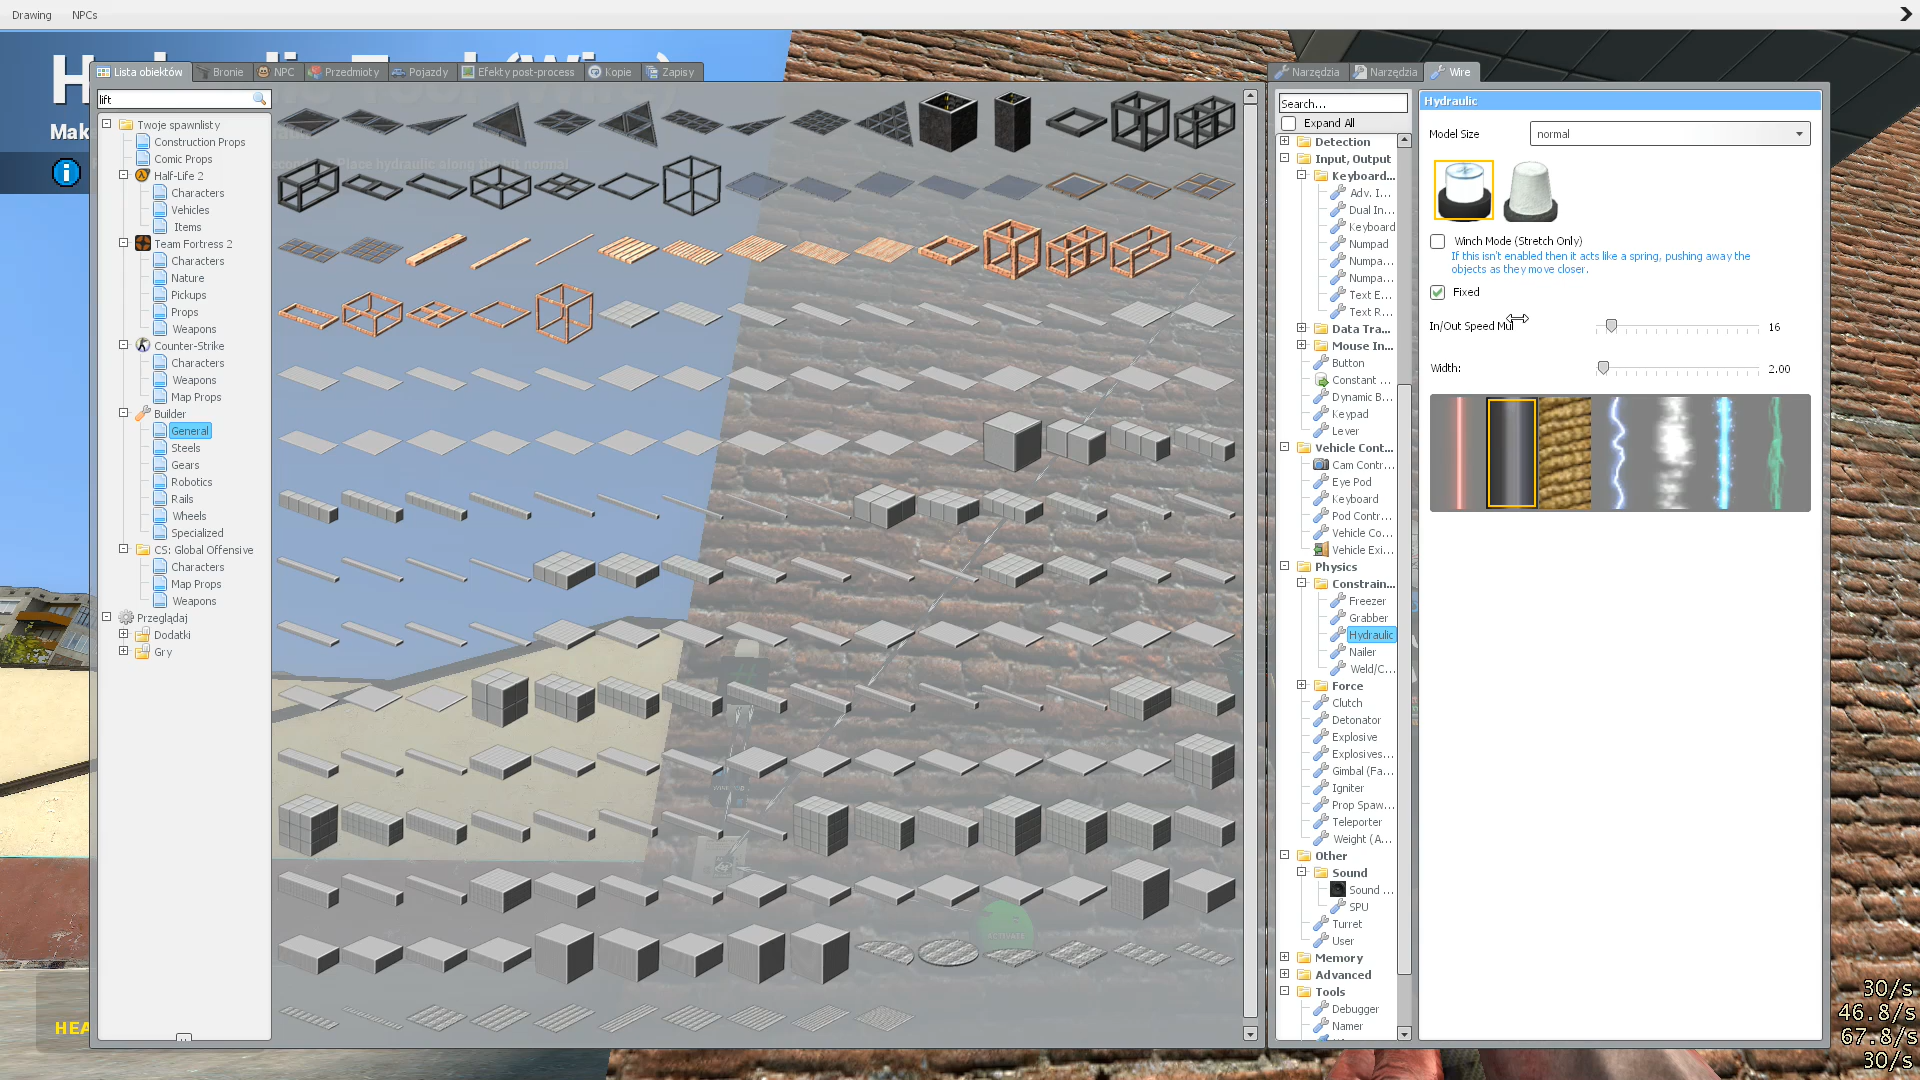 Drawing NPCs
Lista obiektów Bronie NPC Przedmioty Pojazdy Efekty post-process Kopie Zapisy
Mak
HEA
lift
Twoje spawnlisty
Construction Props
Comic Props
Half-Life 2
Characters
Vehicles
Items
Team Fortress 2
Characters
Nature
Pickups
Props
Weapons
Counter-Strike
Characters
Weapons
Map Props
Builder
General
Steels
Gears
Robotics
Rails
Wheels
Specialized
CS: Global Offensive
Characters
Map Props
Weapons
Przeglądaj
Dodatki
Gry
Narzędzia Narzędzia Wire
Search...
Expand All
Detection
Input, Output
Keyboard...
Adv. I...
Dual In...
Keyboard
Numpad
Numpa...
Numpa...
Text E...
Text R...
Data Tra...
Mouse In...
Button
Constant ...
Dynamic B...
Keypad
Lever
Vehicle Cont...
Cam Contr...
Eye Pod
Keyboard
Pod Contr...
Vehicle Co...
Vehicle Exi...
Physics
Constrain...
Freezer
Grabber
Hydraulic
Nailer
Weld/C...
Force
Clutch
Detonator
Explosive
Explosives...
Gimbal (Fa...
Igniter
Prop Spaw...
Teleporter
Weight (A...
Other
Sound
Sound ...
SPU
Turret
User
Memory
Advanced
Tools
Debugger
Namer
Hydraulic
Model Size normal
Winch Mode (Stretch Only)
If this isn't enabled then it acts like a spring, pushing away the
objects as they move closer.
Fixed
In/Out Speed Mul 16
Width: 2.00
30/s
46.8/s
67.8/s
30/s